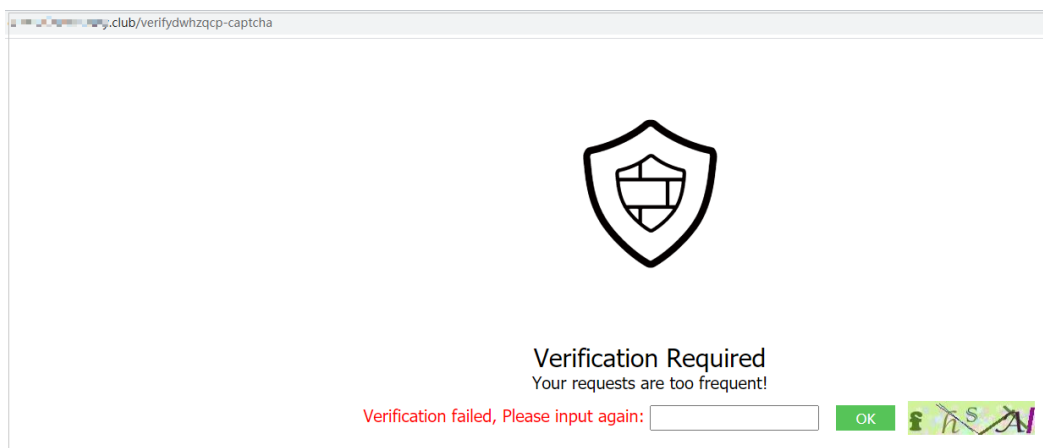 .club/verifydwhzqcp-captcha
Verification Required
Your requests are too frequent!
Verification failed, Please input again:
OK